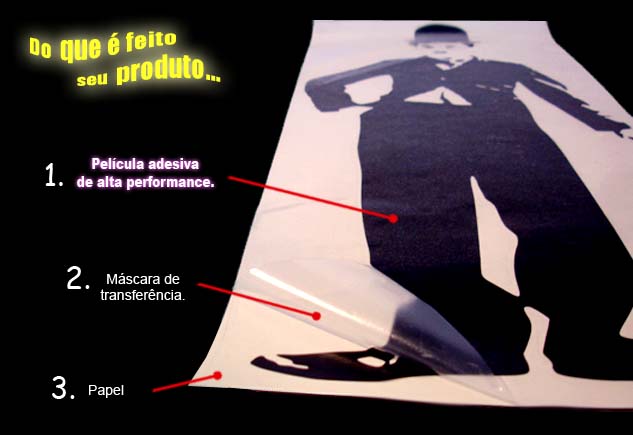 Do que é feito
seu produto...
1. Película adesiva
de alta performance.
2. Máscara de
transferência.
3. Papel